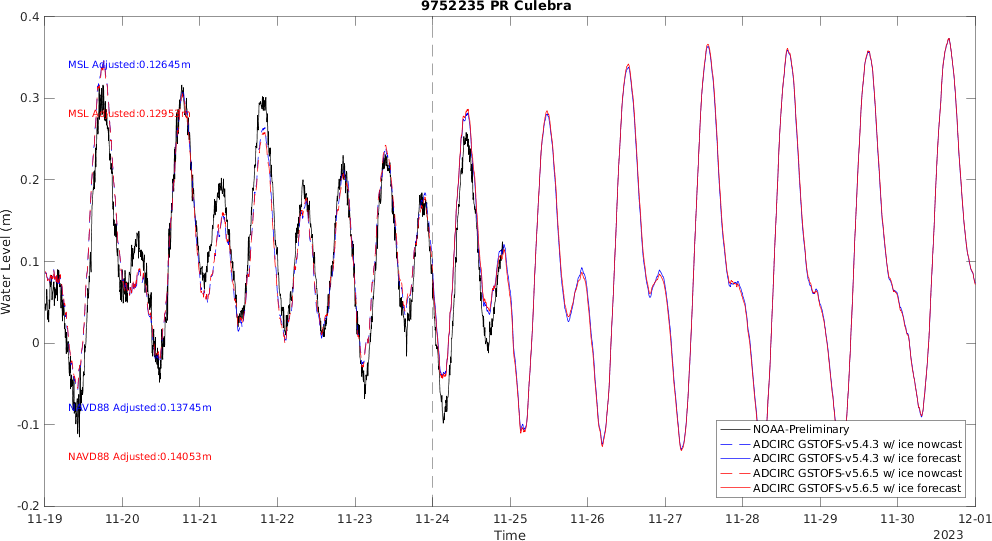 9752235 PR Culebra
0.4
0.3
0.2
0.1
0
-0.1
-0.2
Water Level (m)
MSL Adjusted:0.12645m
MSL Adjusted:0.12952m
NAVD88 Adjusted:0.13745m
NAVD88 Adjusted:0.14053m
NOAA-Preliminary
ADCIRC GSTOFS-v5.4.3 w/ ice nowcast
ADCIRC GSTOFS-v5.4.3 w/ ice forecast
ADCIRC GSTOFS-v5.6.5 w/ ice nowcast
ADCIRC GSTOFS-v5.6.5 w/ ice forecast
11-19 11-20 11-21 11-22 11-23 11-24 11-25 11-26 11-27 11-28 11-29 11-30 12-01
Time
2023